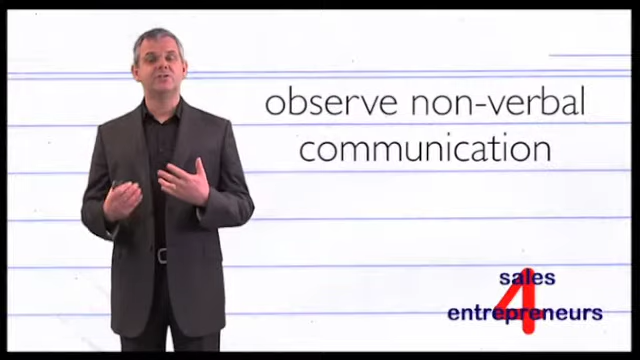 observe non-verbal
communication
sales
4
entrepreneurs